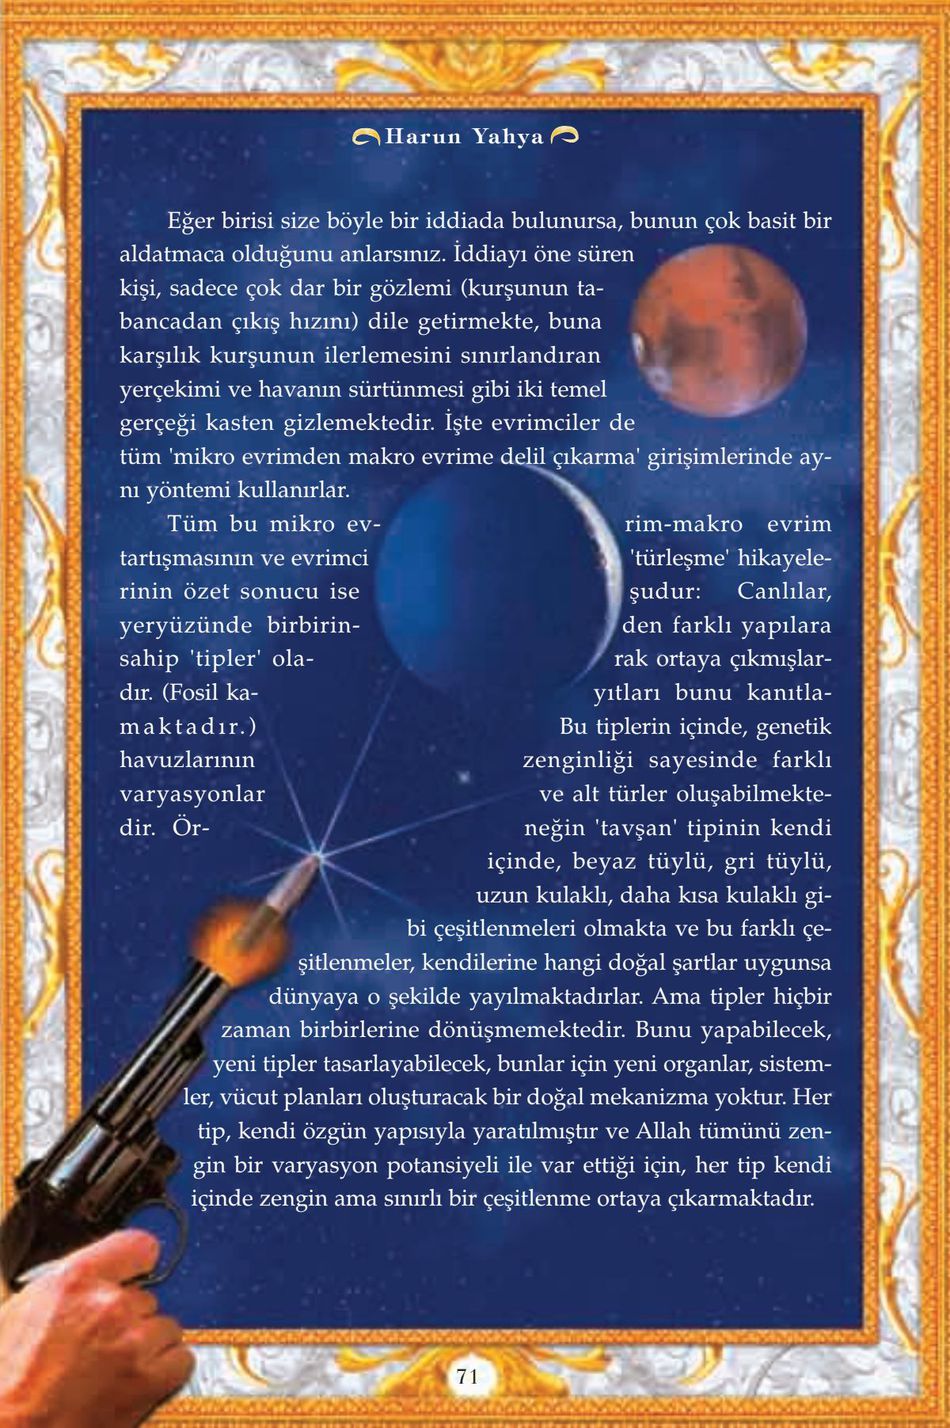 Harun Yahya
Eğer birisi size böyle bir iddiada bulunursa, bunun çok basit bir
aldatmaca olduğunu anlarsınız. İddiayı öne süren
kişi, sadece çok dar bir gözlemi (kurşunun ta-
bancadan çıkış hızını) dile getirmekte, buna
karşılık kurşunun ilerlemesini sınırlandıran
yerçekimi ve havanın sürtünmesi gibi iki temel
gerçeği kasten gizlemektedir. İşte evrimciler de
tüm 'mikro evrimden makro evrime delil çıkarma' girişimlerinde ay-
nı yöntemi kullanırlar.
Tüm bu mikro ev- rim-makro evrim
tartışmasının ve evrimci 'türleşme' hikayele-
rinin özet sonucu ise şudur: Canlılar,
yeryüzünde birbirin- den farklı yapılara
sahip 'tipler' ola- rak ortaya çıkmışlar-
dır. (Fosil ka- yıtları bunu kanıtla-
maktadır.) Bu tiplerin içinde, genetik
havuzlarının zenginliği sayesinde farklı
varyasyonlar ve alt türler oluşabilmekte-
dir. Ör- neğin 'tavşan' tipinin kendi
içinde, beyaz tüylü, gri tüylü,
uzun kulaklı, daha kısa kulaklı gi-
bi çeşitlenmeleri olmakta ve bu farklı çe-
şitlenmeler, kendilerine hangi doğal şartlar uygunsa
dünyaya o şekilde yayılmaktadırlar. Ama tipler hiçbir
zaman birbirlerine dönüşmemektedir. Bunu yapabilecek,
yeni tipler tasarlayabilecek, bunlar için yeni organlar, sistem-
ler, vücut planları oluşturacak bir doğal mekanizma yoktur. Her
tip, kendi özgün yapısıyla yaratılmıştır ve Allah tümünü zen-
gin bir varyasyon potansiyeli ile var ettiği için, her tip kendi
içinde zengin ama sınırlı bir çeşitlenme ortaya çıkarmaktadır.
71